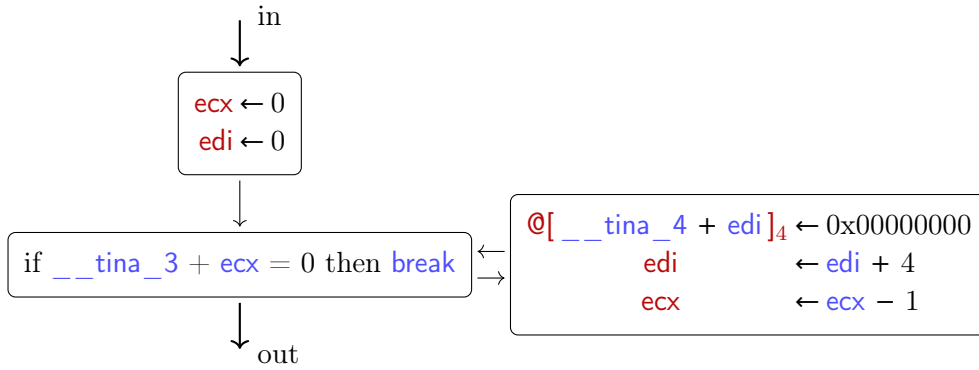 in
ecx ← 0
edi ← 0
if __tina_3 + ecx = 0 then break
@[__tina_4 + edi]₄ ← 0x00000000
edi ← edi + 4
ecx ← ecx − 1
out